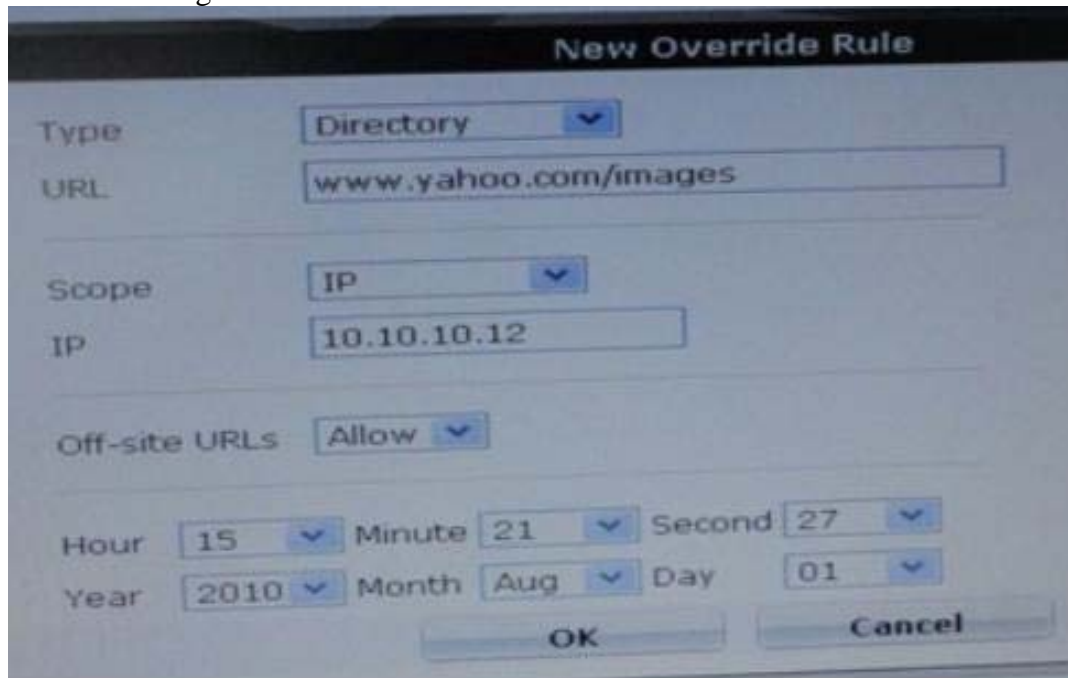 New Override Rule
Type Directory
URL www.yahoo.com/images
Scope IP
IP 10.10.10.12
Off-site URLs Allow
Hour 15 Minute 21 Second 27
Year 2010 Month Aug Day 01
OK Cancel